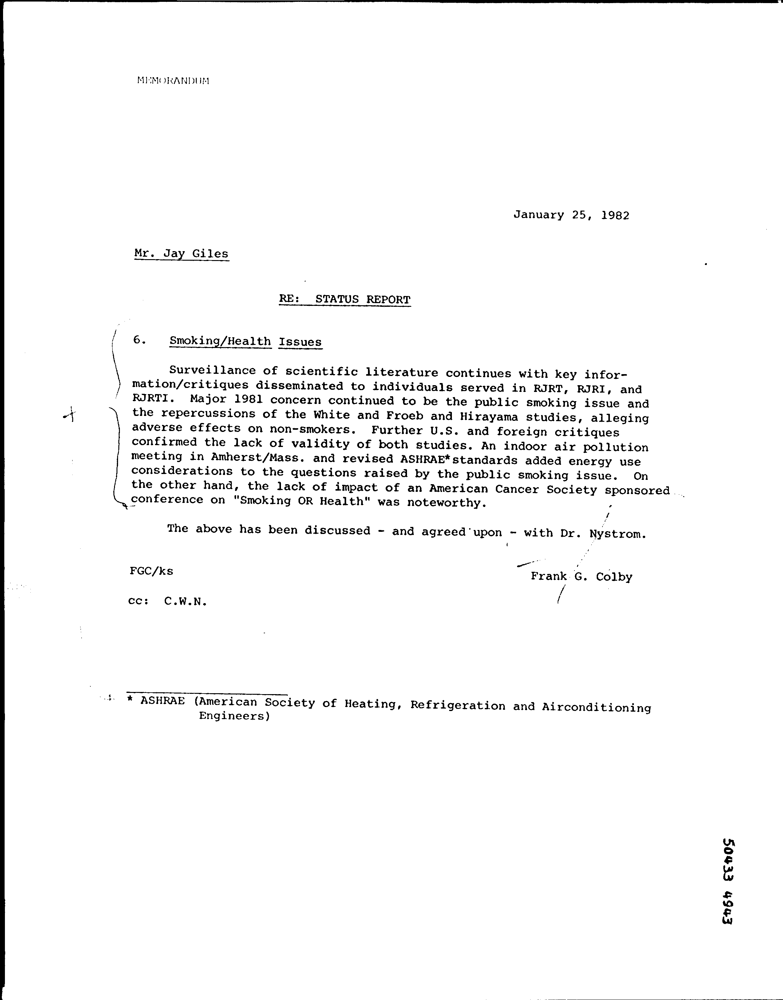 MEMORANDUM
January 25, 1982
Mr. Jay Giles
RE: STATUS REPORT
6. Smoking/Health Issues
Surveillance of scientific literature continues with key infor-
mation/critiques disseminated to individuals served in RJRT, RJRI, and
RJRTI. Major 1981 concern continued to be the public smoking issue and
the repercussions of the White and Froeb and Hirayama studies, alleging
adverse effects on non-smokers. Further U.S. and foreign critiques
confirmed the lack of validity of both studies. An indoor air pollution
meeting in Amherst/Mass. and revised ASHRAE* standards added energy use
considerations to the questions raised by the public smoking issue. On
the other hand, the lack of impact of an American Cancer Society sponsored
conference on "Smoking OR Health" was noteworthy.
The above has been discussed - and agreed upon - with Dr. Nystrom.
FGC/ks
Frank G. Colby
cc: C.W.N.
* ASHRAE (American Society of Heating, Refrigeration and Airconditioning
Engineers)
50433 4943